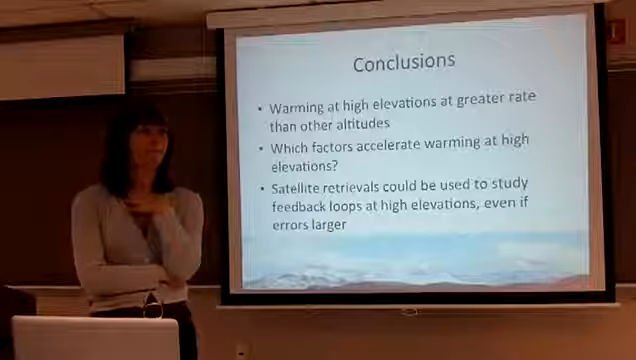 Conclusions
• Warming at high elevations at greater rate
than other altitudes
• Which factors accelerate warming at high
elevations?
• Satellite retrievals could be used to study
feedback loops at high elevations, even if
errors larger